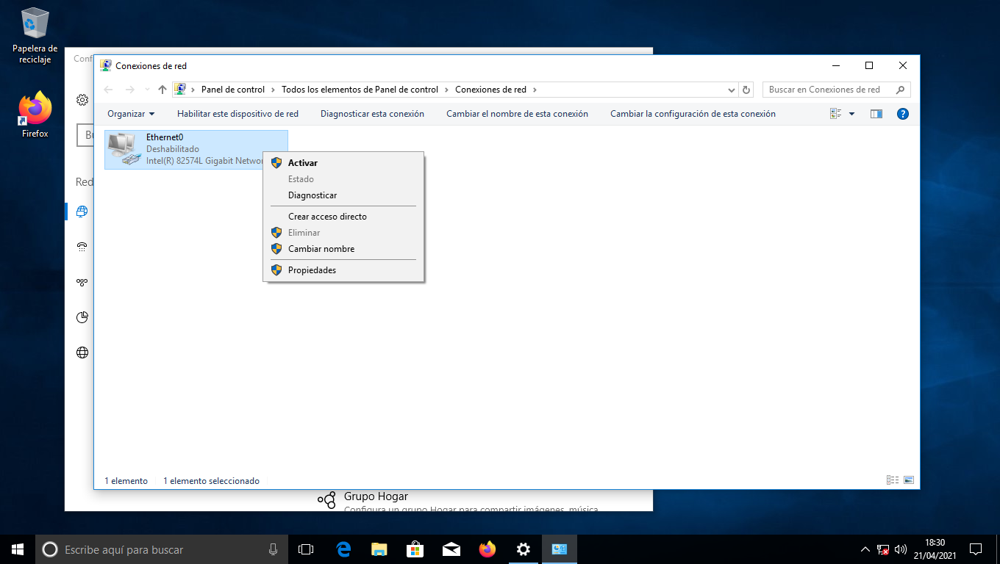 Papelera de
reciclaje
Firefox
Conf
Conexiones de red
Panel de control
Todos los elementos de Panel de control
Conexiones de red
Buscar en Conexiones de red
Organizar
Habilitar este dispositivo de red
Diagnosticar esta conexión
Cambiar el nombre de esta conexión
Cambiar la configuración de esta conexión
Bu
Red
Ethernet0
Deshabilitado
Intel(R) 82574L Gigabit Networ
Activar
Estado
Diagnosticar
Crear acceso directo
Eliminar
Cambiar nombre
Propiedades
1 elemento
1 elemento seleccionado
Grupo Hogar
Configura un grupo Hogar para compartir imágenes, música,
Escribe aquí para buscar
18:30
21/04/2021